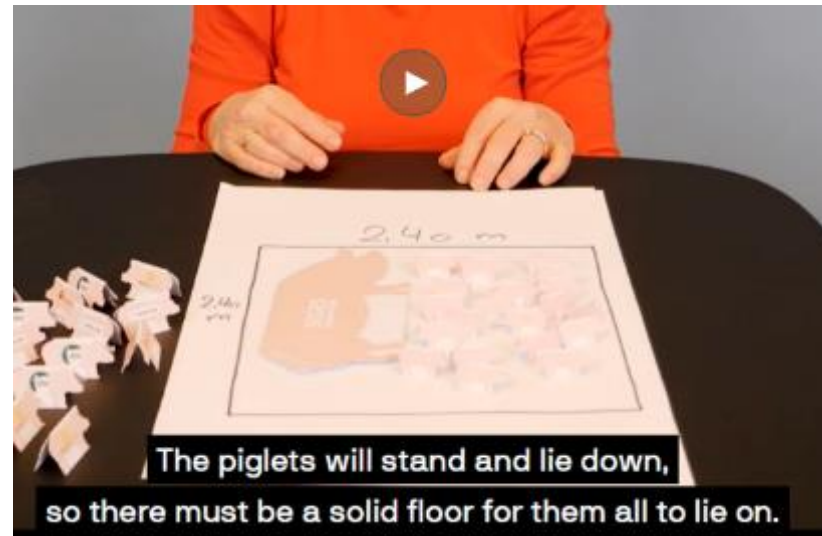 2,40 m
2,40
m
The piglets will stand and lie down,
so there must be a solid floor for them all to lie on.